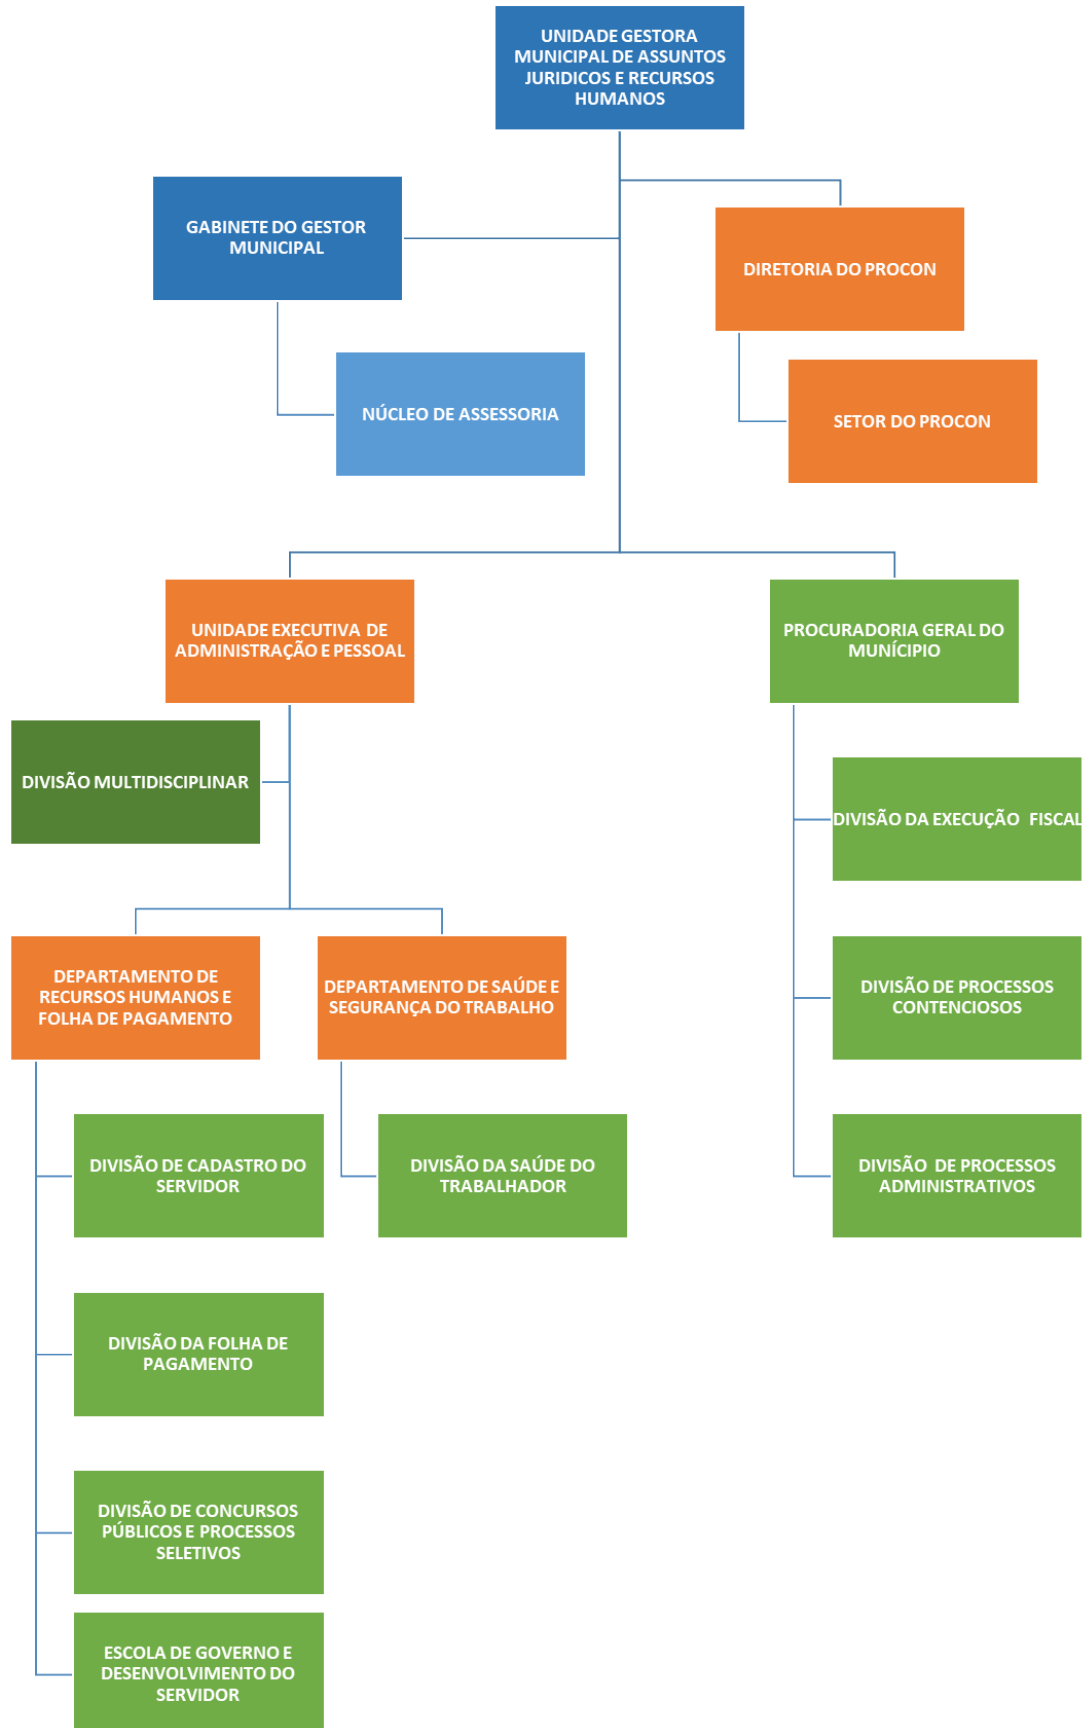 UNIDADE GESTORA
MUNICIPAL DE ASSUNTOS
JURIDICOS E RECURSOS
HUMANOS
GABINETE DO GESTOR
MUNICIPAL
DIRETORIA DO PROCON
NÚCLEO DE ASSESSORIA
SETOR DO PROCON
UNIDADE EXECUTIVA DE
ADMINISTRAÇÃO E PESSOAL
PROCURADORIA GERAL DO
MUNÍCIPIO
DIVISÃO MULTIDISCIPLINAR
DIVISÃO DA EXECUÇÃO FISCAL
DEPARTAMENTO DE
RECURSOS HUMANOS E
FOLHA DE PAGAMENTO
DEPARTAMENTO DE SAÚDE E
SEGURANÇA DO TRABALHO
DIVISÃO DE PROCESSOS
CONTENCIOSOS
DIVISÃO DE CADASTRO DO
SERVIDOR
DIVISÃO DA SAÚDE DO
TRABALHADOR
DIVISÃO DE PROCESSOS
ADMINISTRATIVOS
DIVISÃO DA FOLHA DE
PAGAMENTO
DIVISÃO DE CONCURSOS
PÚBLICOS E PROCESSOS
SELETIVOS
ESCOLA DE GOVERNO E
DESENVOLVIMENTO DO
SERVIDOR